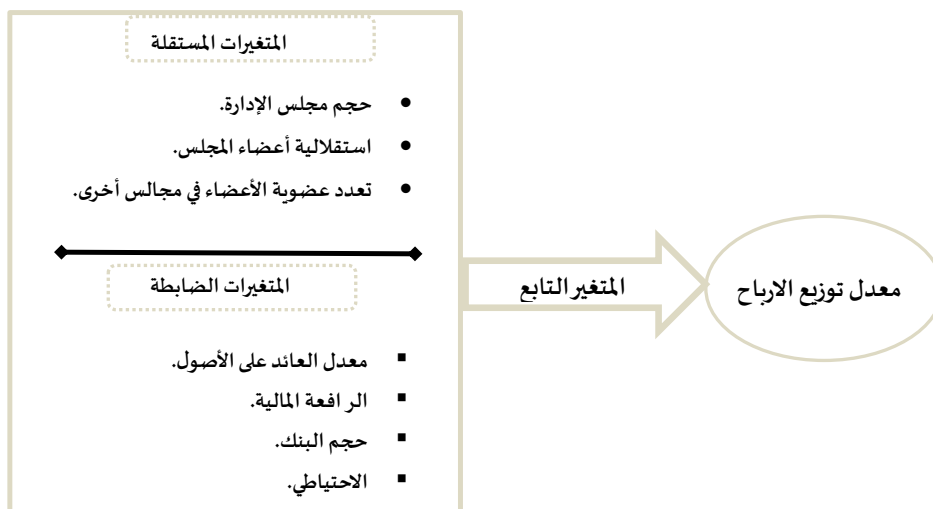 المتغيرات المستقلة
● حجم مجلس الإدارة.
● استقلالية أعضاء المجلس.
● تعدد عضوية الأعضاء في مجالس أخرى.
المتغيرات الضابطة
▪ معدل العائد على الأصول.
▪ الر افعة المالية.
▪ حجم البنك.
▪ الاحتياطي.
المتغير التابع
معدل توزيع الارباح